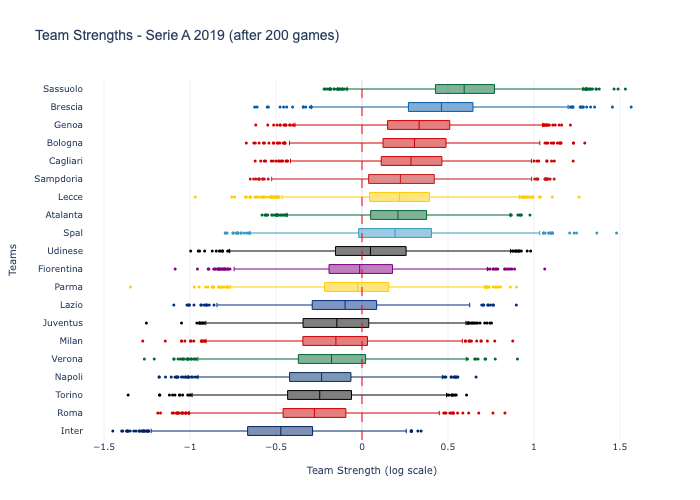 Team Strengths - Serie A 2019 (after 200 games)
Sassuolo
Brescia
Genoa
Bologna
Cagliari
Sampdoria
Lecce
Atalanta
Spal
Udinese
Fiorentina
Parma
Lazio
Juventus
Milan
Verona
Napoli
Torino
Roma
Inter
Teams
−1.5 −1 −0.5 0 0.5 1 1.5
Team Strength (log scale)